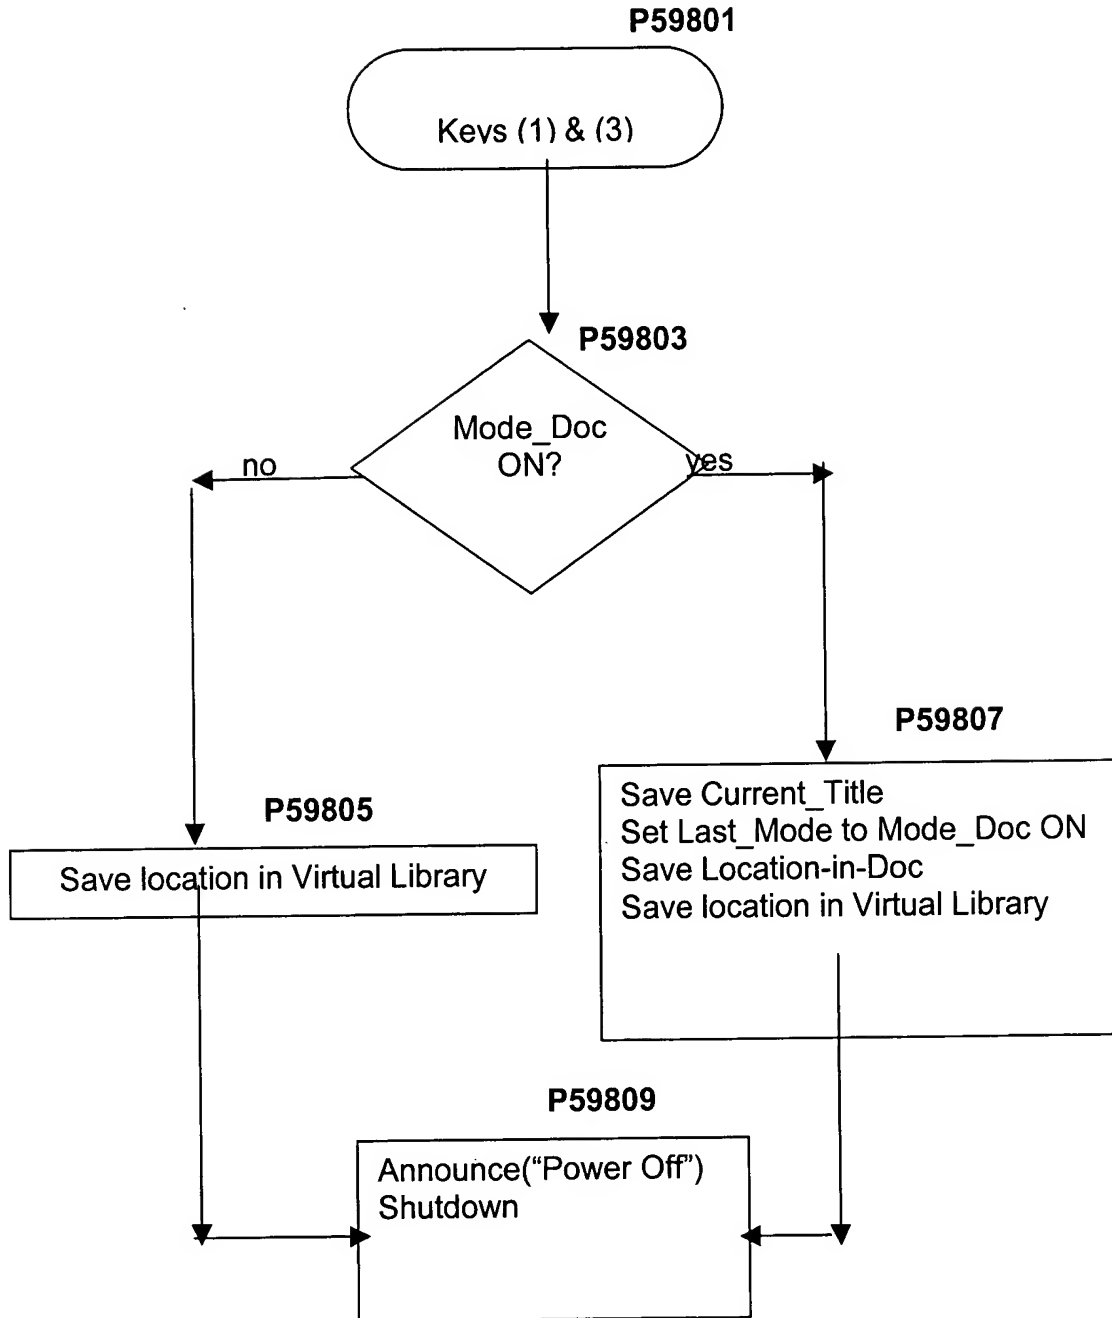 P59801
Keys (1) & (3)
P59803
Mode_Doc
ON?
no
yes
P59807
Save Current_Title
Set Last_Mode to Mode_Doc ON
Save Location-in-Doc
Save location in Virtual Library
P59805
Save location in Virtual Library
P59809
Announce(“Power Off”)
Shutdown